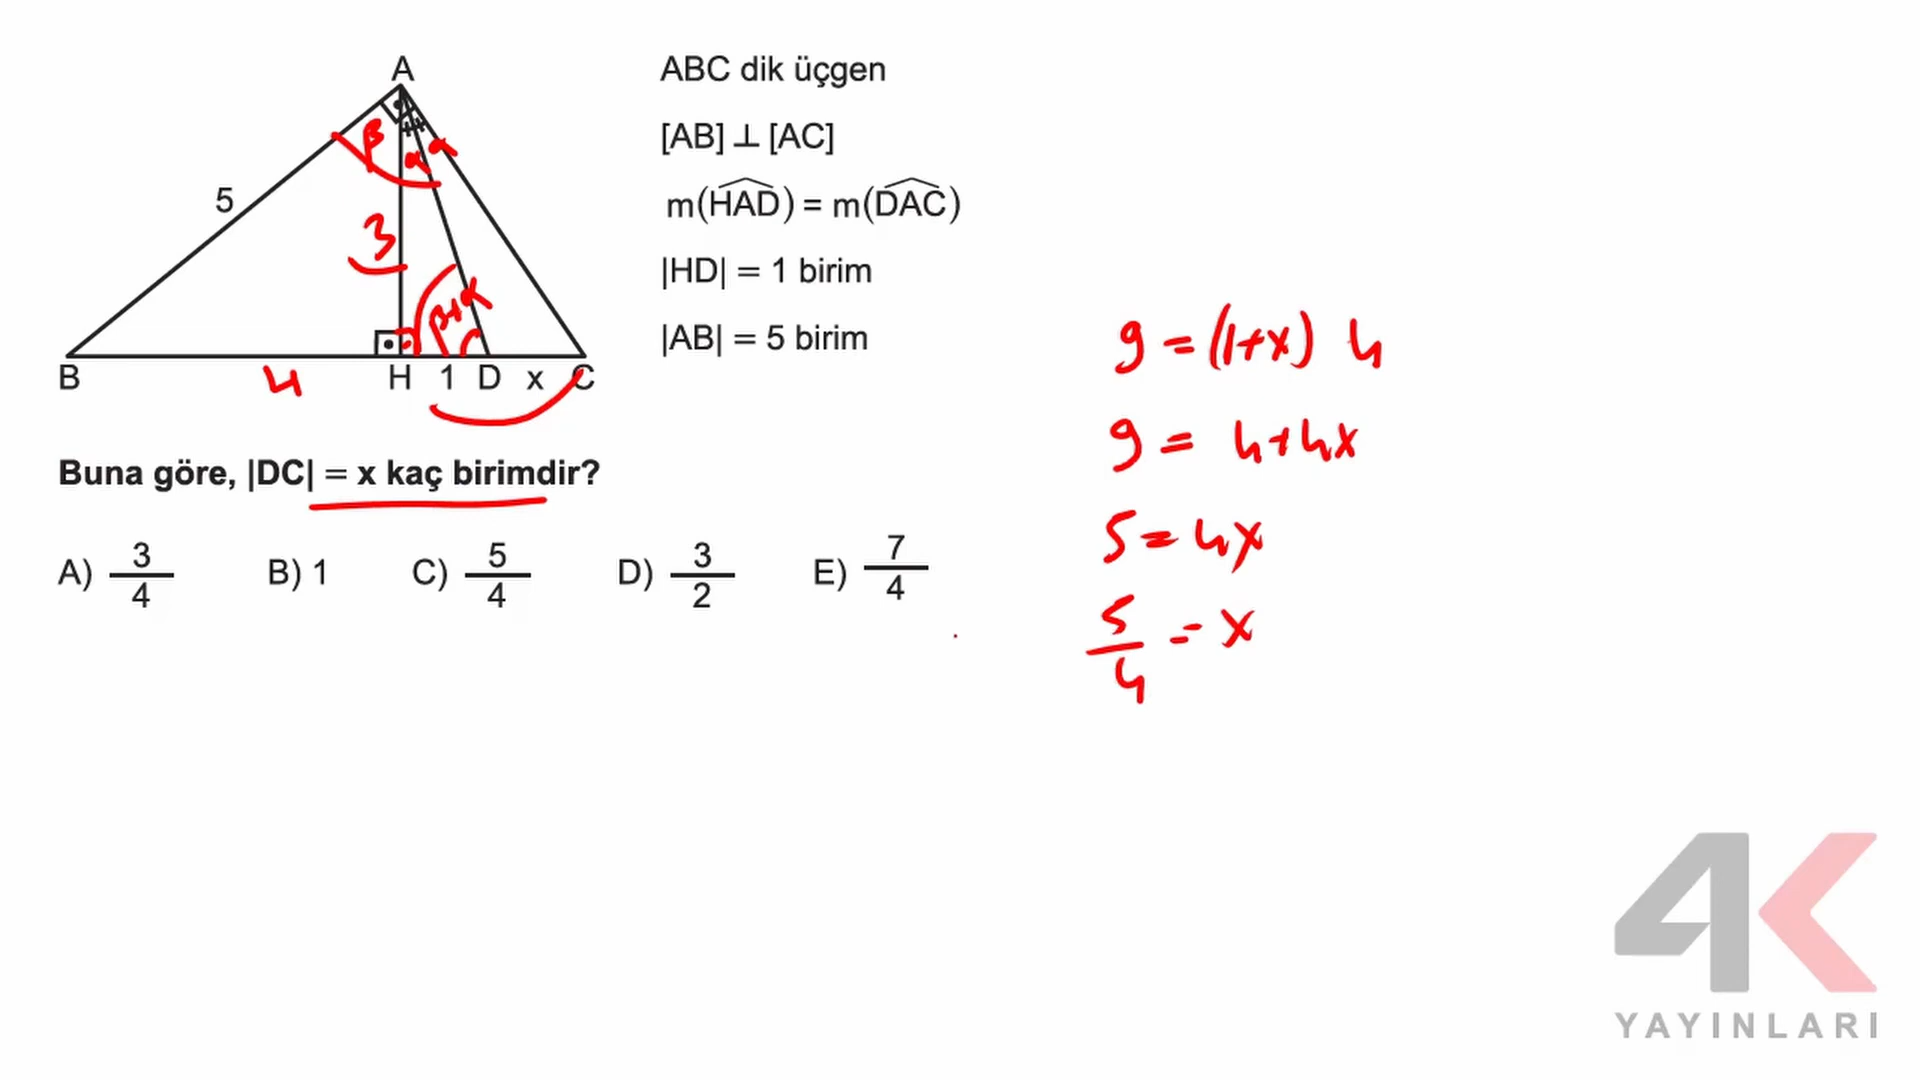 A
ABC dik üçgen
[AB] ⊥ [AC]
β
α α
5
m(HAD) = m(DAC)
3
|HD| = 1 birim
β+α
|AB| = 5 birim
9 = (1+x) 4
B 4 H 1 D x C
9 = 4+4x
Buna göre, |DC| = x kaç birimdir?
5 = 4x
A) 3/4 B) 1 C) 5/4 D) 3/2 E) 7/4
5/4 = x
4K
YAYINLARI